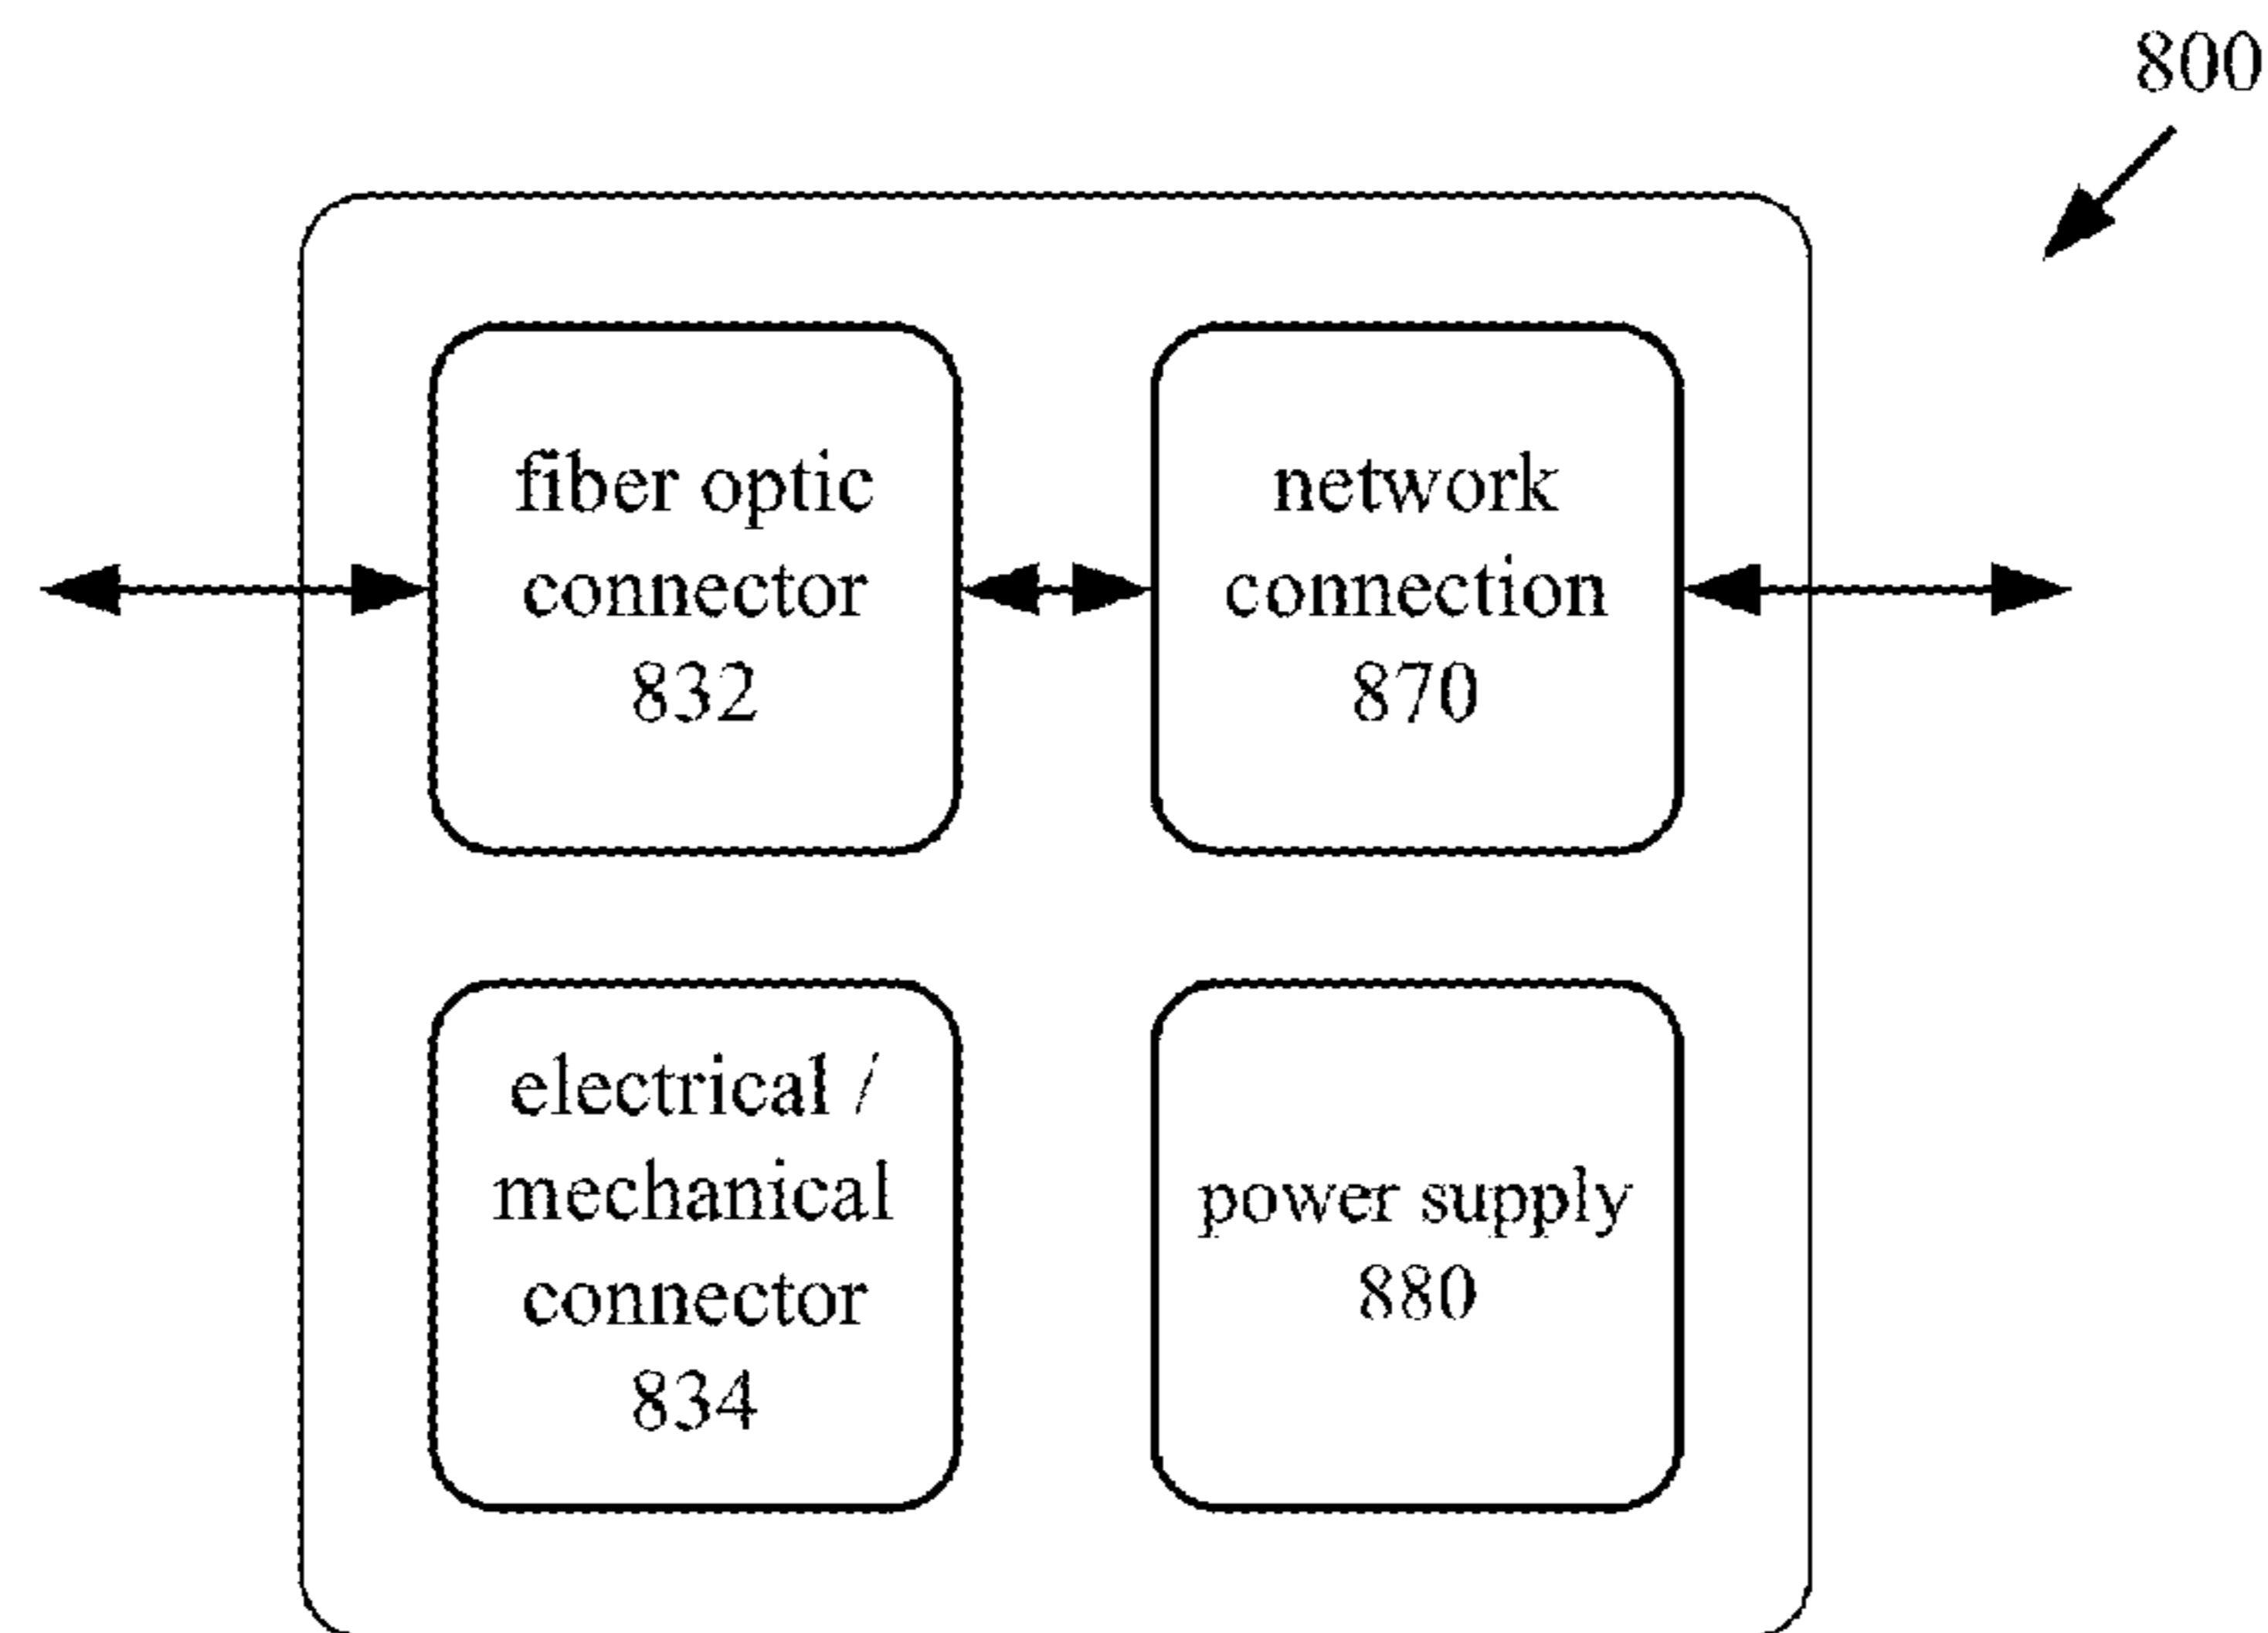 800
fiber optic
connector
832
network
connection
870
electrical /
mechanical
connector
834
power supply
880